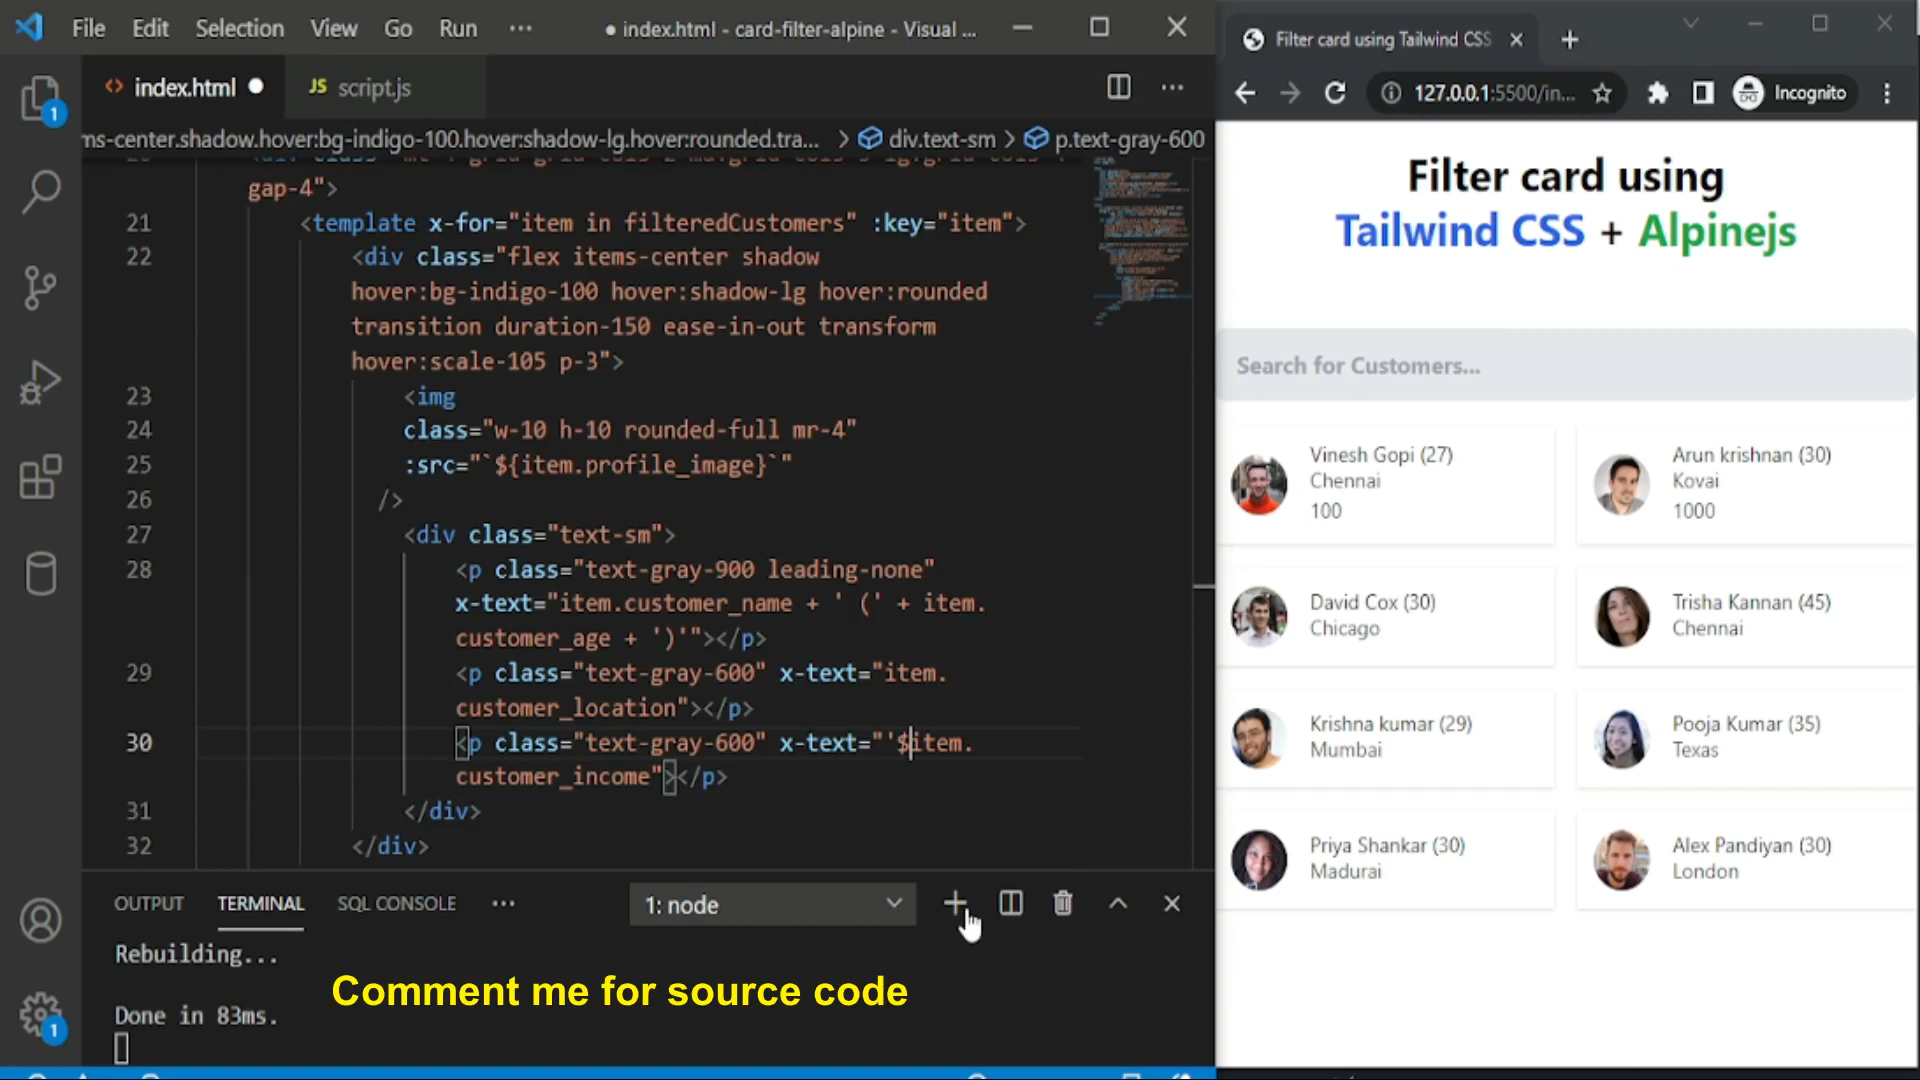 File Edit Selection View Go Run ··· ● index.html - card-filter-alpine - Visual ...
index.html ● JS script.js ···
ms-center.shadow.hover:bg-indigo-100.hover:shadow-lg.hover:rounded.tra... > div.text-sm > p.text-gray-600
gap-4">
21 <template x-for="item in filteredCustomers" :key="item">
22 <div class="flex items-center shadow
hover:bg-indigo-100 hover:shadow-lg hover:rounded
transition duration-150 ease-in-out transform
hover:scale-105 p-3">
23 <img
24 class="w-10 h-10 rounded-full mr-4"
25 :src="`${item.profile_image}`"
26 />
27 <div class="text-sm">
28 <p class="text-gray-900 leading-none"
x-text="item.customer_name + ' (' + item.
customer_age + ')'"></p>
29 <p class="text-gray-600" x-text="item.
customer_location"></p>
30 <p class="text-gray-600" x-text="'$item.
customer_income"></p>
31 </div>
32 </div>
OUTPUT TERMINAL SQL CONSOLE ··· 1: node
Rebuilding...
Comment me for source code
Done in 83ms.
1
1
Filter card using Tailwind CSS
127.0.0.1:5500/in... Incognito
Filter card using
Tailwind CSS + Alpinejs
Search for Customers...
Vinesh Gopi (27)
Chennai
100
Arun krishnan (30)
Kovai
1000
David Cox (30)
Chicago
Trisha Kannan (45)
Chennai
Krishna kumar (29)
Mumbai
Pooja Kumar (35)
Texas
Priya Shankar (30)
Madurai
Alex Pandiyan (30)
London